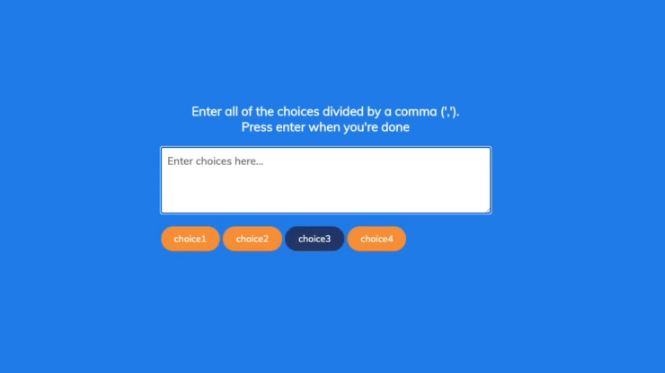 Enter all of the choices divided by a comma (',').
Press enter when you're done
Enter choices here...
choice1 choice2 choice3 choice4